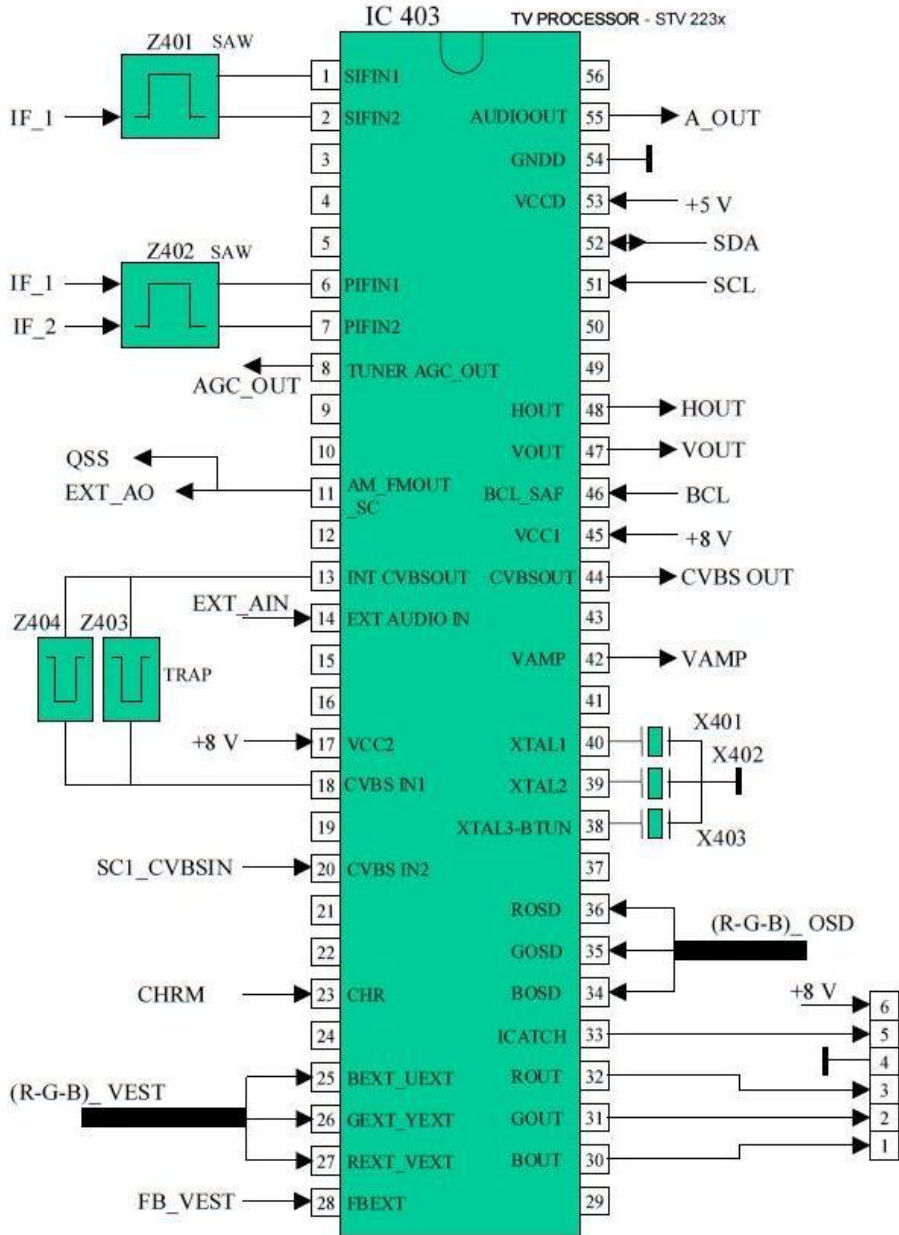 IC 403 TV PROCESSOR - STV 223x
Z401 SAW
IF_1
1 SIFIN1 56
2 SIFIN2 AUDIOOUT 55 A_OUT
3 GNDD 54
4 VCCD 53 +5 V
5 52 SDA
Z402 SAW
IF_1
6 PIFIN1 51 SCL
IF_2
7 PIFIN2 50
AGC_OUT
8 TUNER AGC_OUT 49
9 HOUT 48 HOUT
10 VOUT 47 VOUT
QSS
EXT_AO
11 AM_FMOUT _SC BCL_SAF 46 BCL
12 VCC1 45 +8 V
13 INT CVBSOUT CVBSOUT 44 CVBS OUT
EXT_AIN
14 EXT AUDIO IN 43
Z404 Z403
TRAP
15 VAMP 42 VAMP
16 41
+8 V 17 VCC2 XTAL1 40 X401
18 CVBS IN1 XTAL2 39 X402
19 XTAL3-BTUN 38 X403
SC1_CVBSIN 20 CVBS IN2 37
21 ROSD 36
22 GOSD 35 (R-G-B)_ OSD
CHRM 23 CHR BOSD 34
+8 V 6
24 ICATCH 33 5
4
(R-G-B)_ VEST
25 BEXT_UEXT ROUT 32 3
26 GEXT_YEXT GOUT 31 2
27 REXT_VEXT BOUT 30 1
FB_VEST 28 FBEXT 29